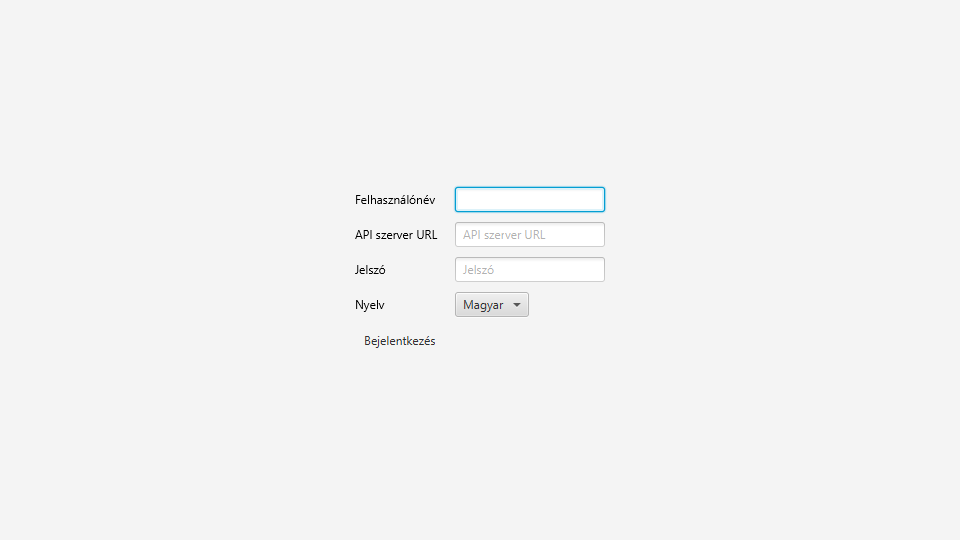 Felhasználónév
API szerver URL API szerver URL
Jelszó Jelszó
Nyelv Magyar
Bejelentkezés